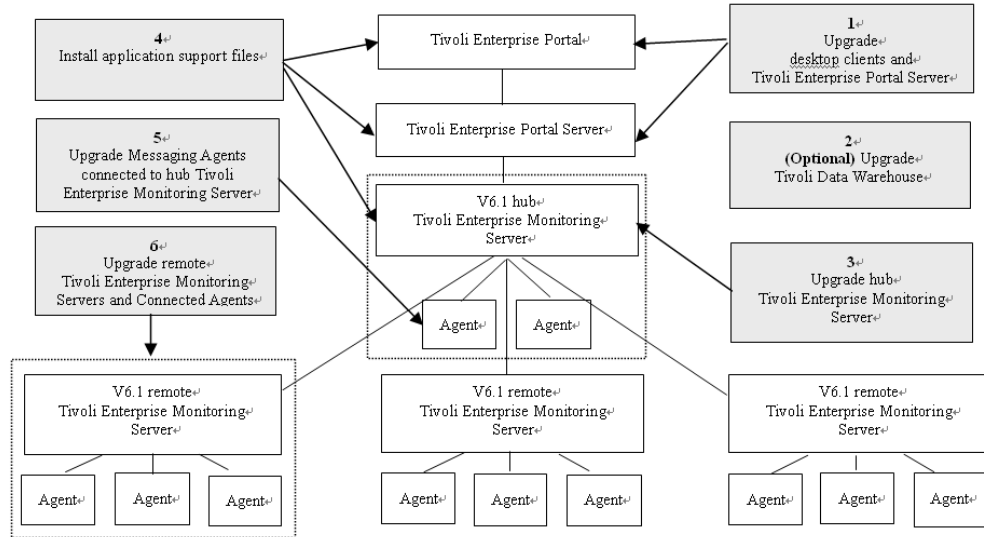 4
Install application support files
Tivoli Enterprise Portal
1
Upgrade
desktop clients and
Tivoli Enterprise Portal Server
5
Upgrade Messaging Agents
connected to hub Tivoli
Enterprise Monitoring Server
Tivoli Enterprise Portal Server
2
(Optional) Upgrade
Tivoli Data Warehouse
V6.1 hub
Tivoli Enterprise Monitoring
Server
6
Upgrade remote
Tivoli Enterprise Monitoring
Servers and Connected Agents
3
Upgrade hub
Tivoli Enterprise Monitoring
Server
Agent
Agent
V6.1 remote
Tivoli Enterprise Monitoring
Server
V6.1 remote
Tivoli Enterprise Monitoring
Server
V6.1 remote
Tivoli Enterprise Monitoring
Server
Agent
Agent
Agent
Agent
Agent
Agent
Agent
Agent
Agent